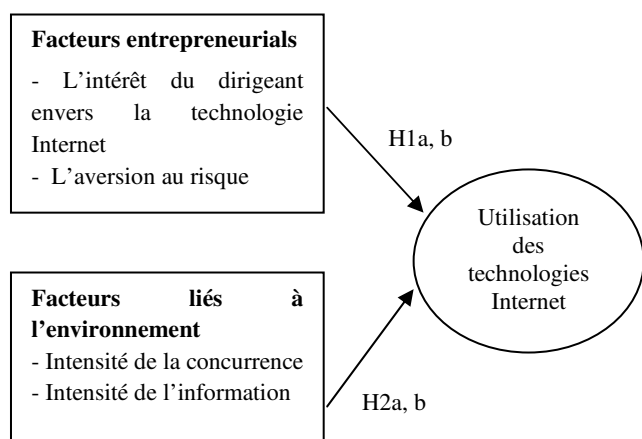 Facteurs entrepreneurials
- L’intérêt du dirigeant
envers la technologie
Internet
- L’aversion au risque
H1a, b
Utilisation
des
technologies
Internet
Facteurs liés à
l’environnement
- Intensité de la concurrence
- Intensité de l’information
H2a, b